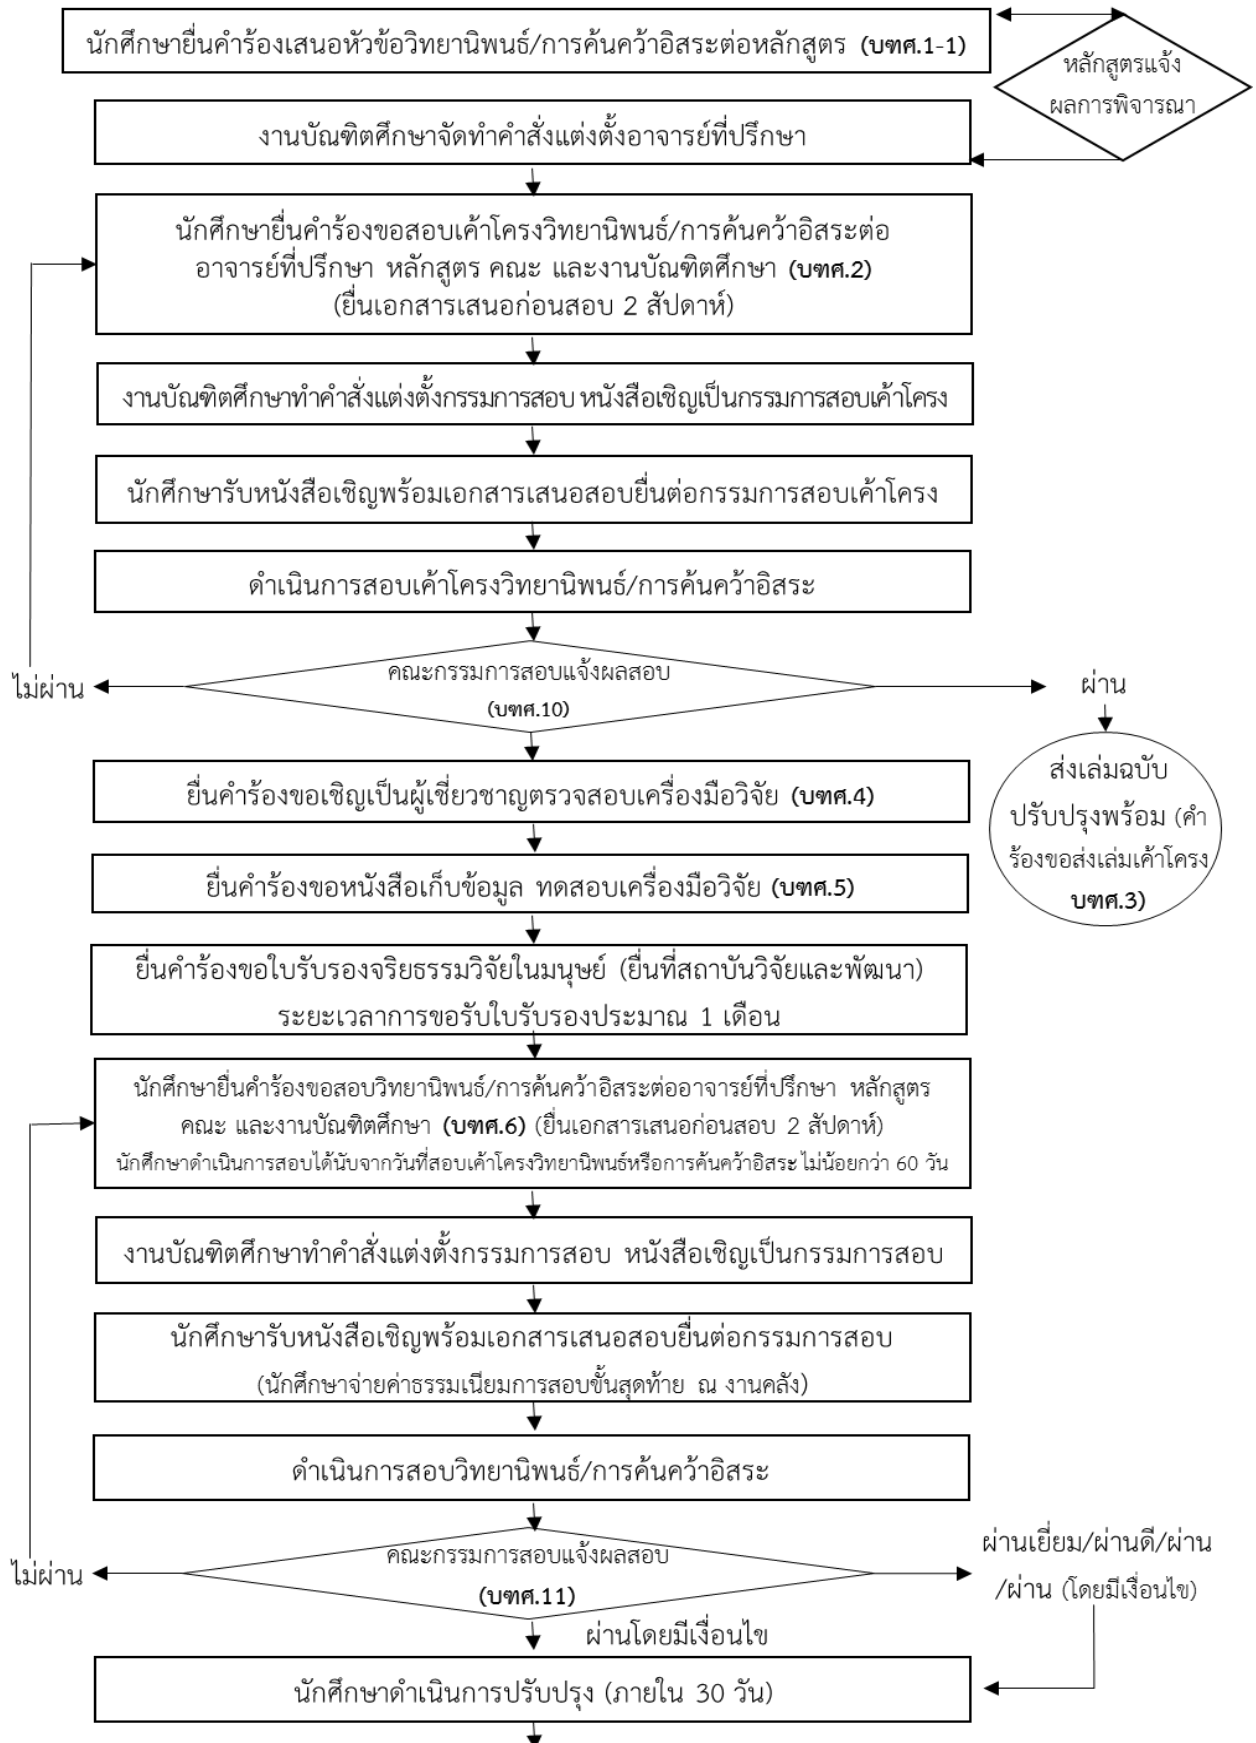 นักศึกษายื่นคำร้องเสนอหัวข้อวิทยานิพนธ์/การค้นคว้าอิสระต่อหลักสูตร (บฑศ.1-1)
หลักสูตรแจ้ง
ผลการพิจารณา
งานบัณฑิตศึกษาจัดทำคำสั่งแต่งตั้งอาจารย์ที่ปรึกษา
นักศึกษายื่นคำร้องขอสอบเค้าโครงวิทยานิพนธ์/การค้นคว้าอิสระต่อ
อาจารย์ที่ปรึกษา หลักสูตร คณะ และงานบัณฑิตศึกษา (บฑศ.2)
(ยื่นเอกสารเสนอก่อนสอบ 2 สัปดาห์)
งานบัณฑิตศึกษาทำคำสั่งแต่งตั้งกรรมการสอบ หนังสือเชิญเป็นกรรมการสอบเค้าโครง
นักศึกษารับหนังสือเชิญพร้อมเอกสารเสนอสอบยื่นต่อกรรมการสอบเค้าโครง
ดำเนินการสอบเค้าโครงวิทยานิพนธ์/การค้นคว้าอิสระ
คณะกรรมการสอบแจ้งผลสอบ
(บฑศ.10)
ไม่ผ่าน
ผ่าน
ส่งเล่มฉบับ
ปรับปรุงพร้อม (คำ
ร้องขอส่งเล่มเค้าโครง
บฑศ.3)
ยื่นคำร้องขอเชิญเป็นผู้เชี่ยวชาญตรวจสอบเครื่องมือวิจัย (บฑศ.4)
ยื่นคำร้องขอหนังสือเก็บข้อมูล ทดสอบเครื่องมือวิจัย (บฑศ.5)
ยื่นคำร้องขอใบรับรองจริยธรรมวิจัยในมนุษย์ (ยื่นที่สถาบันวิจัยและพัฒนา)
ระยะเวลาการขอรับใบรับรองประมาณ 1 เดือน
นักศึกษายื่นคำร้องขอสอบวิทยานิพนธ์/การค้นคว้าอิสระต่ออาจารย์ที่ปรึกษา หลักสูตร
คณะ และงานบัณฑิตศึกษา (บฑศ.6) (ยื่นเอกสารเสนอก่อนสอบ 2 สัปดาห์)
นักศึกษาดำเนินการสอบได้นับจากวันที่สอบเค้าโครงวิทยานิพนธ์หรือการค้นคว้าอิสระ ไม่น้อยกว่า 60 วัน
งานบัณฑิตศึกษาทำคำสั่งแต่งตั้งกรรมการสอบ หนังสือเชิญเป็นกรรมการสอบ
นักศึกษารับหนังสือเชิญพร้อมเอกสารเสนอสอบยื่นต่อกรรมการสอบ
(นักศึกษาจ่ายค่าธรรมเนียมการสอบขั้นสุดท้าย ณ งานคลัง)
ดำเนินการสอบวิทยานิพนธ์/การค้นคว้าอิสระ
คณะกรรมการสอบแจ้งผลสอบ
(บฑศ.11)
ไม่ผ่าน
ผ่านเยี่ยม/ผ่านดี/ผ่าน
/ผ่าน (โดยมีเงื่อนไข)
ผ่านโดยมีเงื่อนไข
นักศึกษาดำเนินการปรับปรุง (ภายใน 30 วัน)